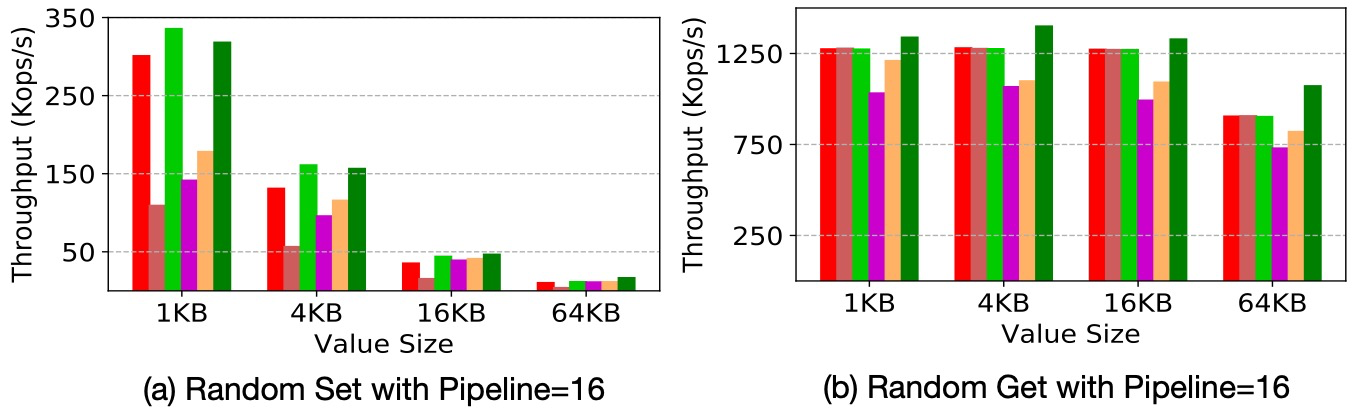 Throughput (Kops/s)
350
250
150
50
1KB 4KB 16KB 64KB
Value Size
(a) Random Set with Pipeline=16
Throughput (Kops/s)
1250
750
250
1KB 4KB 16KB 64KB
Value Size
(b) Random Get with Pipeline=16